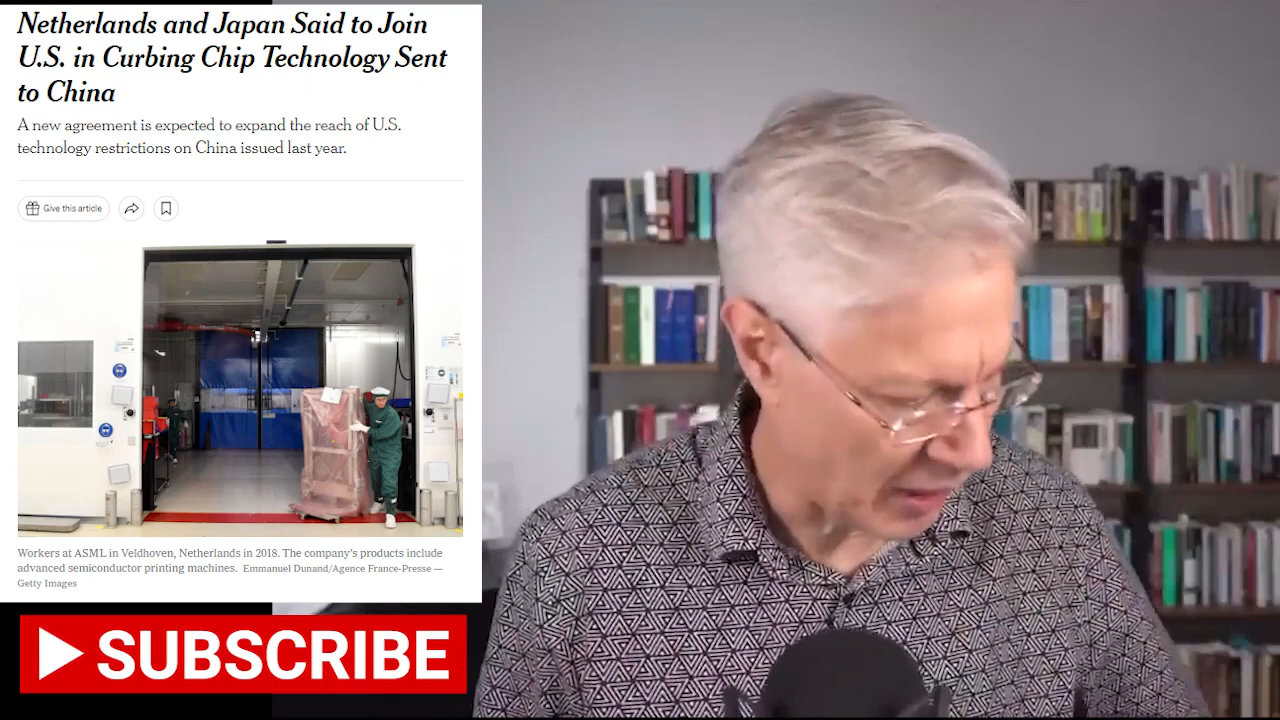 Netherlands and Japan Said to Join
U.S. in Curbing Chip Technology Sent
to China
A new agreement is expected to expand the reach of U.S.
technology restrictions on China issued last year.
Give this article
Workers at ASML in Veldhoven, Netherlands in 2018. The company's products include
advanced semiconductor printing machines. Emmanuel Dunand/Agence France-Presse —
Getty Images
SUBSCRIBE